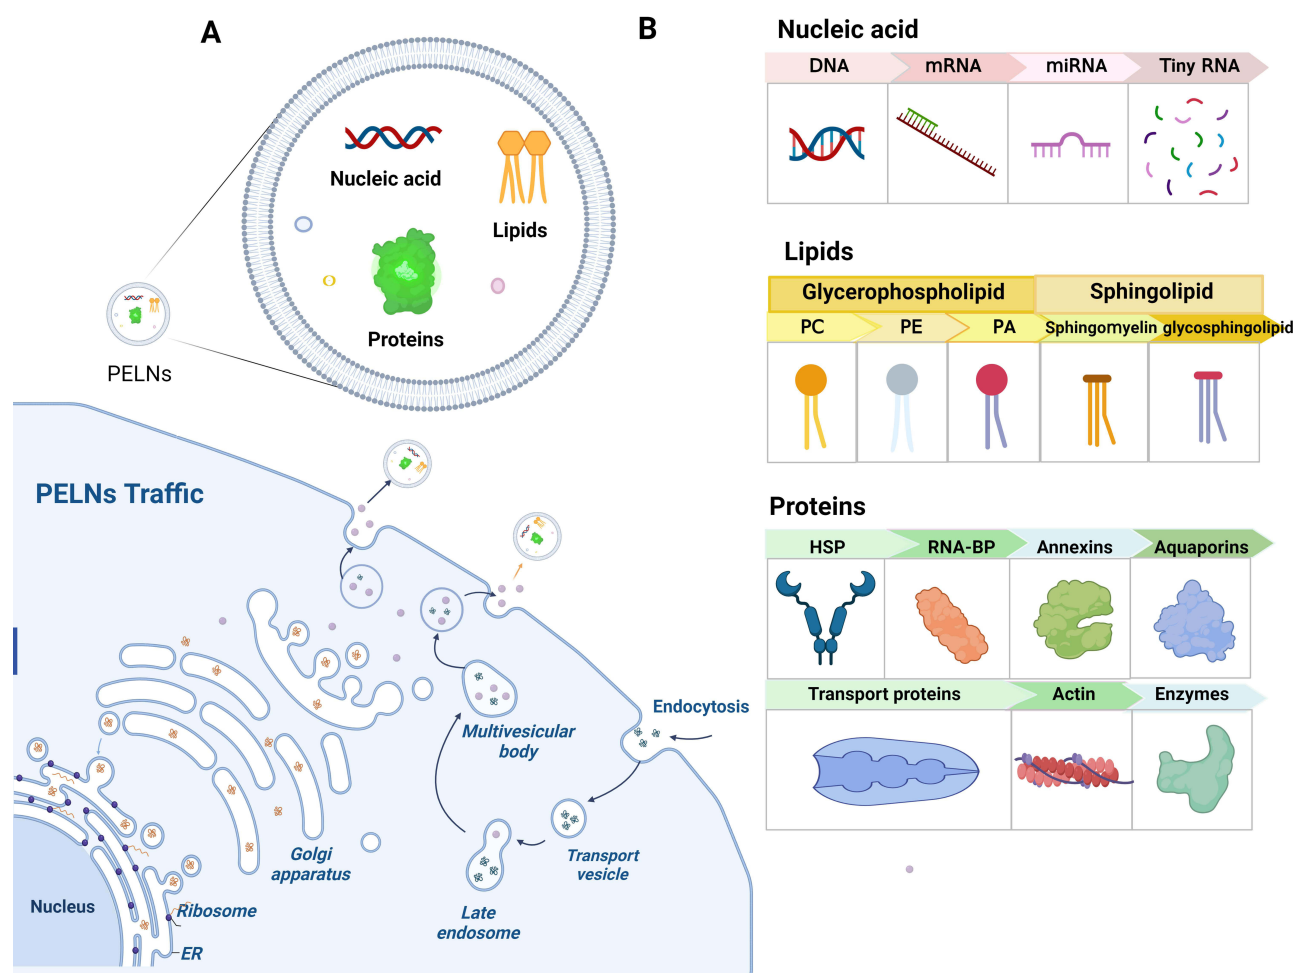 A
Nucleic acid
Lipids
Proteins
PELNs
PELNs Traffic
Endocytosis
Multivesicular
body
Transport
vesicle
Late
endosome
Golgi
apparatus
Nucleus
Ribosome
ER
B
Nucleic acid
DNA mRNA miRNA Tiny RNA
Lipids
Glycerophospholipid Sphingolipid
PC PE PA Sphingomyelin glycosphingolipid
Proteins
HSP RNA-BP Annexins Aquaporins
Transport proteins Actin Enzymes